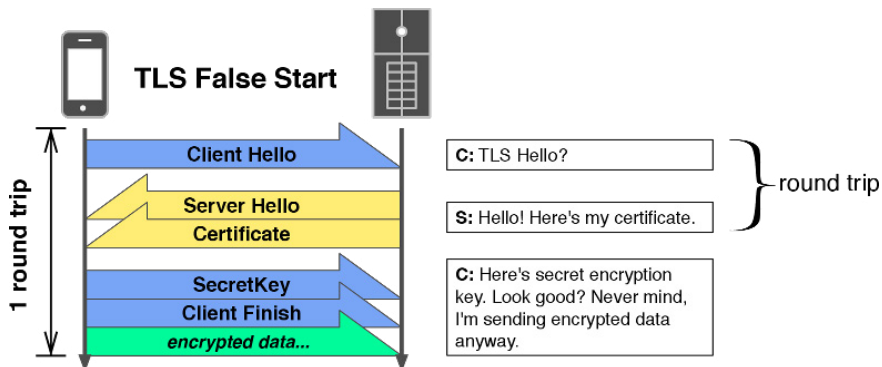 TLS False Start
1 round trip
Client Hello
Server Hello
Certificate
SecretKey
Client Finish
encrypted data...
C: TLS Hello?
S: Hello! Here's my certificate.
round trip
C: Here's secret encryption
key. Look good? Never mind,
I'm sending encrypted data
anyway.